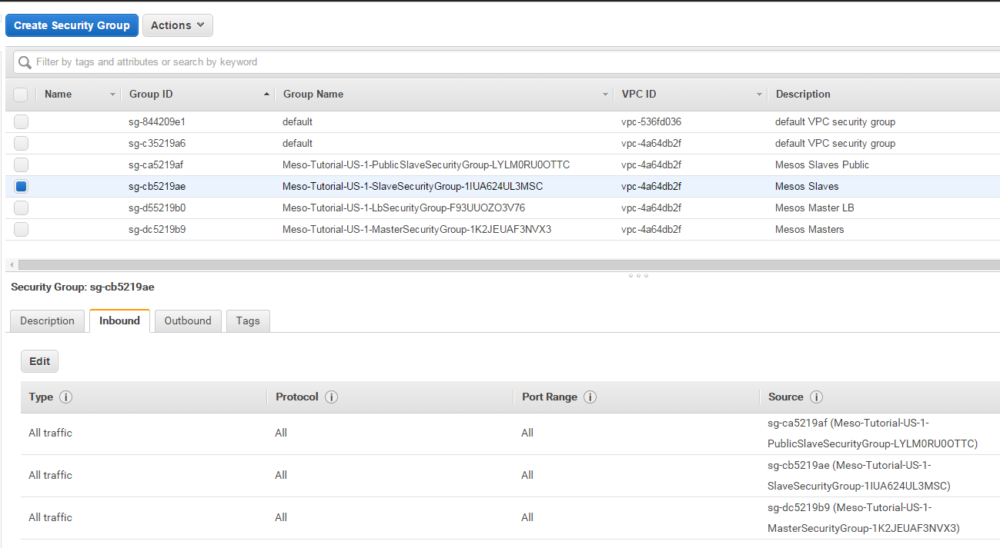 Create Security Group Actions
Filter by tags and attributes or search by keyword
Name Group ID Group Name VPC ID Description
sg-844209e1 default vpc-536fd036 default VPC security group
sg-c35219a6 default vpc-4a64db2f default VPC security group
sg-ca5219af Meso-Tutorial-US-1-PublicSlaveSecurityGroup-LYLM0RU0OTTC vpc-4a64db2f Mesos Slaves Public
sg-cb5219ae Meso-Tutorial-US-1-SlaveSecurityGroup-1IUA624UL3MSC vpc-4a64db2f Mesos Slaves
sg-d55219b0 Meso-Tutorial-US-1-LbSecurityGroup-F93UUOZO3V76 vpc-4a64db2f Mesos Master LB
sg-dc5219b9 Meso-Tutorial-US-1-MasterSecurityGroup-1K2JEUAF3NVX3 vpc-4a64db2f Mesos Masters
Security Group: sg-cb5219ae
Description Inbound Outbound Tags
Edit
Type i Protocol i Port Range i Source i
All traffic All All sg-ca5219af (Meso-Tutorial-US-1-
PublicSlaveSecurityGroup-LYLM0RU0OTTC)
All traffic All All sg-cb5219ae (Meso-Tutorial-US-1-
SlaveSecurityGroup-1IUA624UL3MSC)
All traffic All All sg-dc5219b9 (Meso-Tutorial-US-1-
MasterSecurityGroup-1K2JEUAF3NVX3)